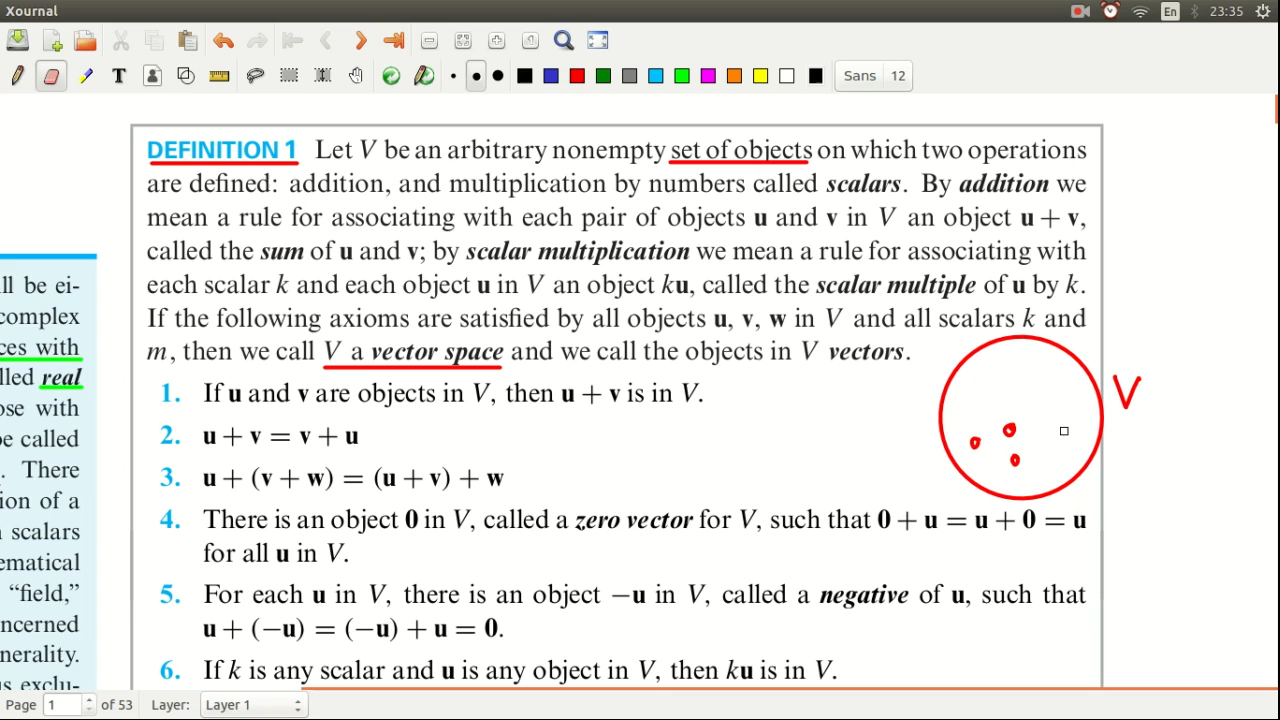 Xournal
En
23:35
T
Sans 12
DEFINITION 1 Let V be an arbitrary nonempty set of objects on which two operations
are defined: addition, and multiplication by numbers called scalars. By addition we
mean a rule for associating with each pair of objects u and v in V an object u + v,
called the sum of u and v; by scalar multiplication we mean a rule for associating with
each scalar k and each object u in V an object ku, called the scalar multiple of u by k.
If the following axioms are satisfied by all objects u, v, w in V and all scalars k and
m, then we call V a vector space and we call the objects in V vectors.
1. If u and v are objects in V, then u + v is in V.
2. u + v = v + u
3. u + (v + w) = (u + v) + w
4. There is an object 0 in V, called a zero vector for V, such that 0 + u = u + 0 = u
for all u in V.
5. For each u in V, there is an object −u in V, called a negative of u, such that
u + (−u) = (−u) + u = 0.
6. If k is any scalar and u is any object in V, then ku is in V.
V
ll be ei-
complex
ces with
lled real
ose with
be called
. There
ion of a
n scalars
ematical
“field,”
ncerned
nerality.
s exclu-
Page 1 of 53 Layer: Layer 1